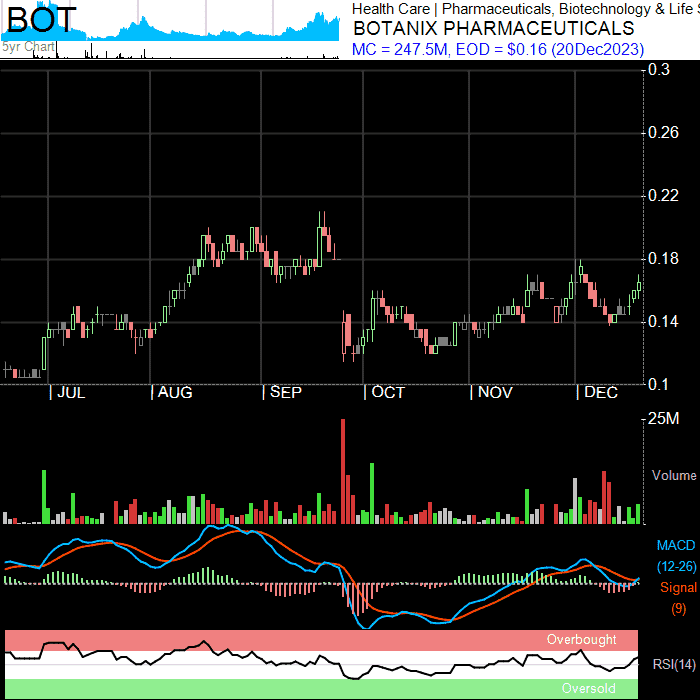 BOT
5yr Chart
Health Care | Pharmaceuticals, Biotechnology & Life S
BOTANIX PHARMACEUTICALS
MC = 247.5M, EOD = $0.16 (20Dec2023)
0.3
0.26
0.22
0.18
0.14
0.1
| JUL | AUG | SEP | OCT | NOV | DEC
25M
Volume
MACD
(12-26)
Signal
(9)
Overbought
RSI(14)
Oversold